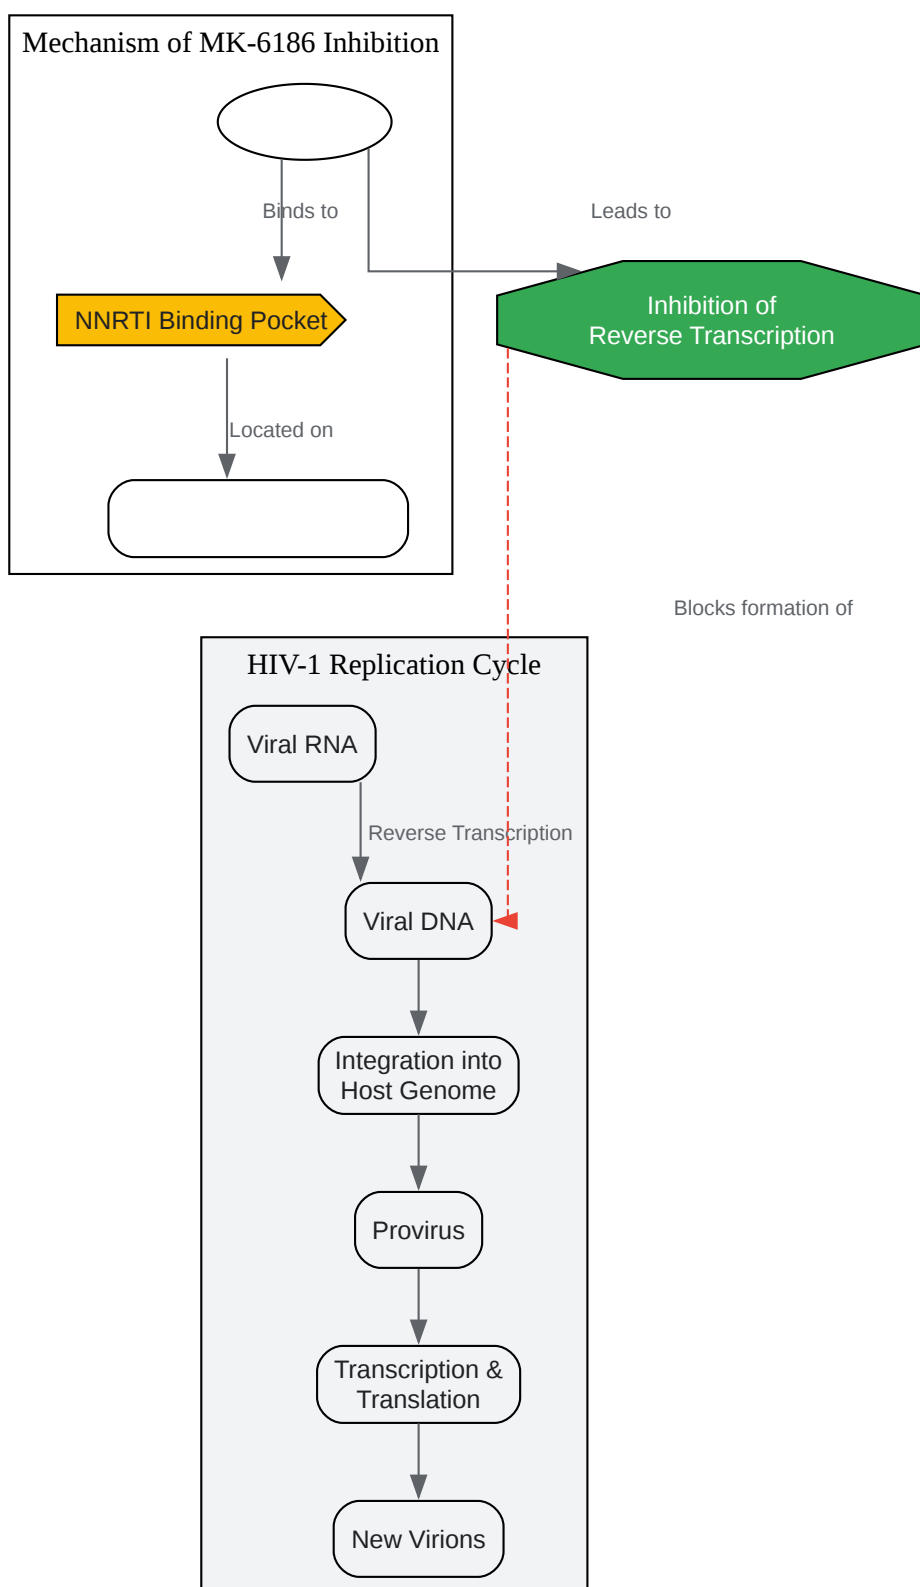 Mechanism of MK-6186 Inhibition
Binds to
Leads to
NNRTI Binding Pocket
Inhibition of
Reverse Transcription
Located on
Blocks formation of
HIV-1 Replication Cycle
Viral RNA
Reverse Transcription
Viral DNA
Integration into
Host Genome
Provirus
Transcription &
Translation
New Virions